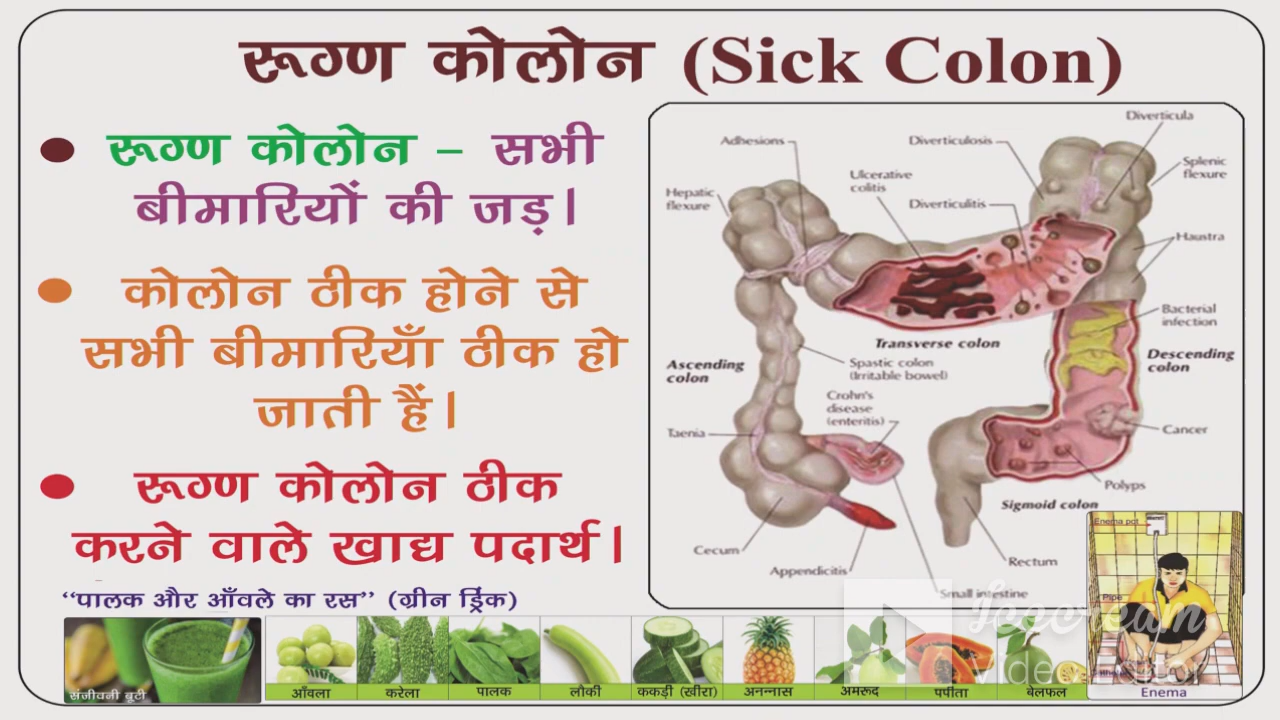 रूग्ण कोलोन (Sick Colon)
रूग्ण कोलोन – सभी
बीमारियों की जड़।
कोलोन ठीक होने से
सभी बीमारियाँ ठीक हो
जाती हैं।
रूग्ण कोलोन ठीक
करने वाले खाद्य पदार्थ।
“पालक और आँवले का रस” (ग्रीन ड्रिंक)
संजीवनी बूटी
आँवला
करेला
पालक
लौकी
ककड़ी (खीरा)
अनन्नास
अमरूद
पपीता
बेलफल
Diverticula
Adhesions
Diverticulosis
Splenic
flexure
Ulcerative
colitis
Hepatic
flexure
Diverticulitis
Haustra
Bacterial
infection
Transverse colon
Descending
colon
Ascending
colon
Spastic colon
(Irritable bowel)
Crohn's
disease
(enteritis)
Taenia
Cancer
Polyps
Sigmoid colon
Cecum
Rectum
Appendicitis
Small intestine
Enema pot
Pipe
Enema
Icecream
Video Editor